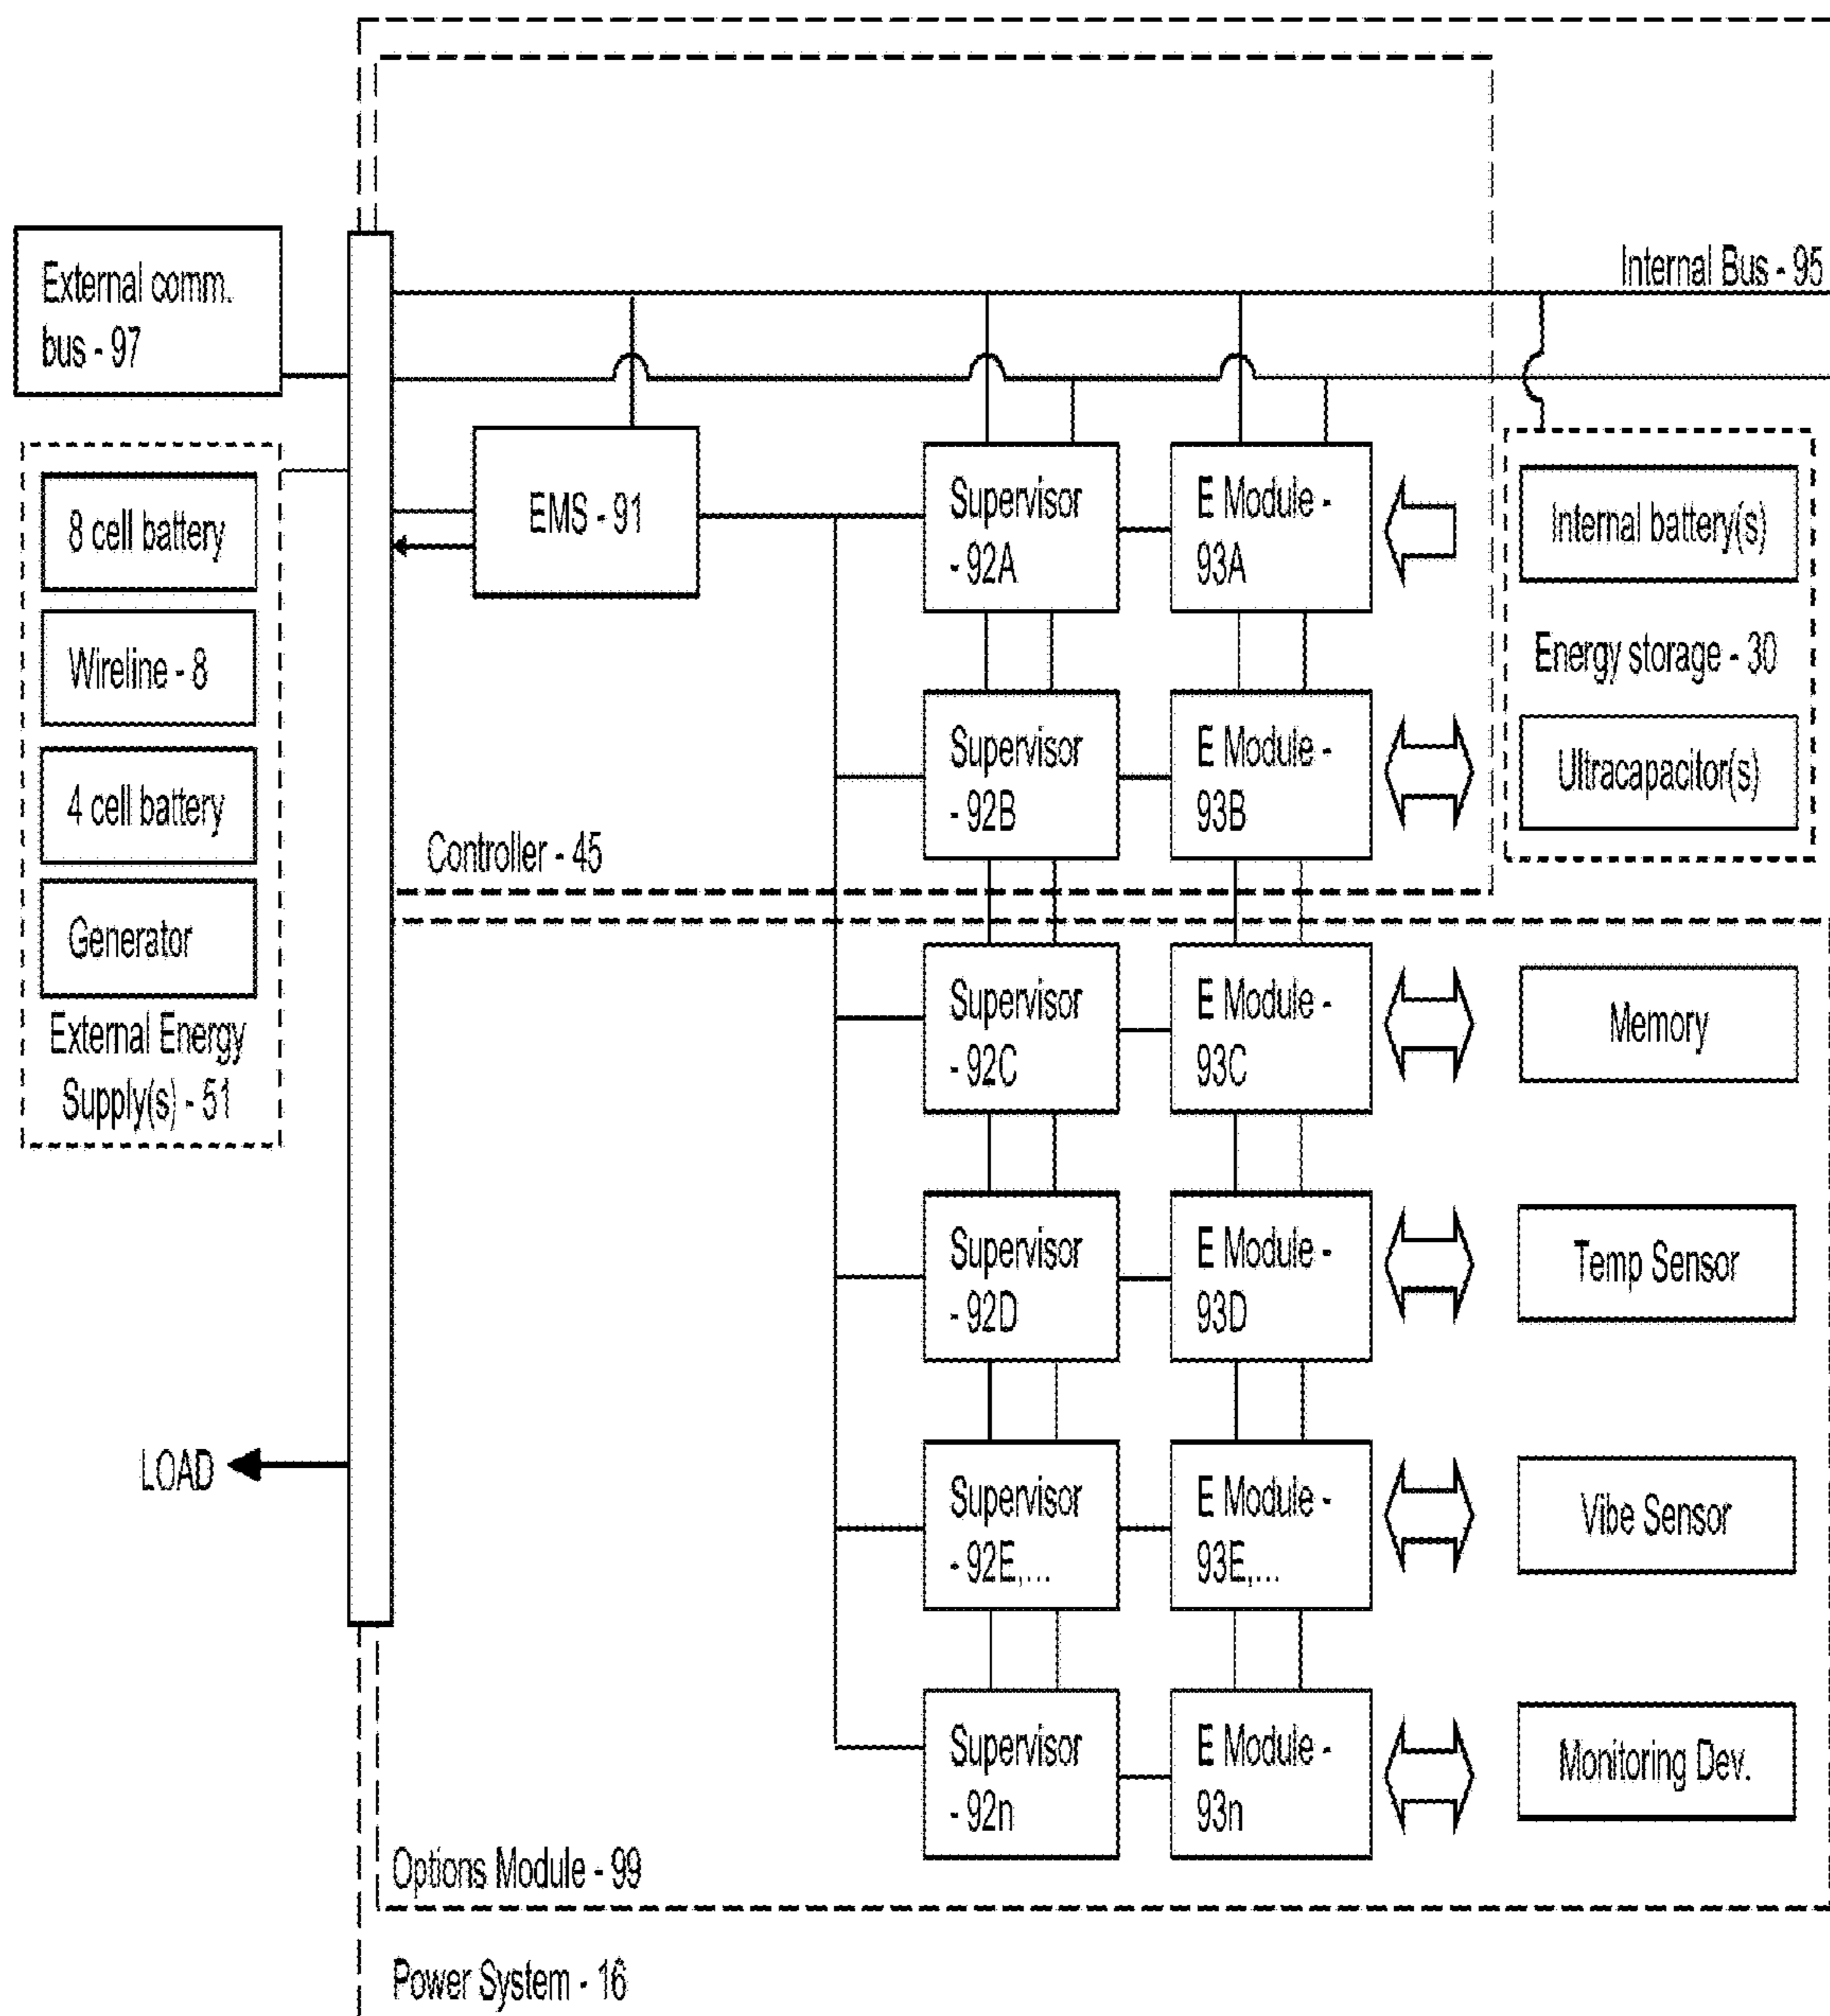 Internal Bus - 95
External comm.
bus - 97
8 cell battery
Wireline - 8
4 cell battery
Generator
External Energy
Supply(s) - 51
LOAD
EMS - 91
Supervisor
- 92A
E Module -
93A
Internal battery(s)
Energy storage - 30
Supervisor
- 92B
E Module -
93B
Ultracapacitor(s)
Controller - 45
Supervisor
- 92C
E Module -
93C
Memory
Supervisor
- 92D
E Module -
93D
Temp Sensor
Supervisor
- 92E,...
E Module -
93E,...
Vibe Sensor
Supervisor
- 92n
E Module -
93n
Monitoring Dev.
Options Module - 99
Power System - 16